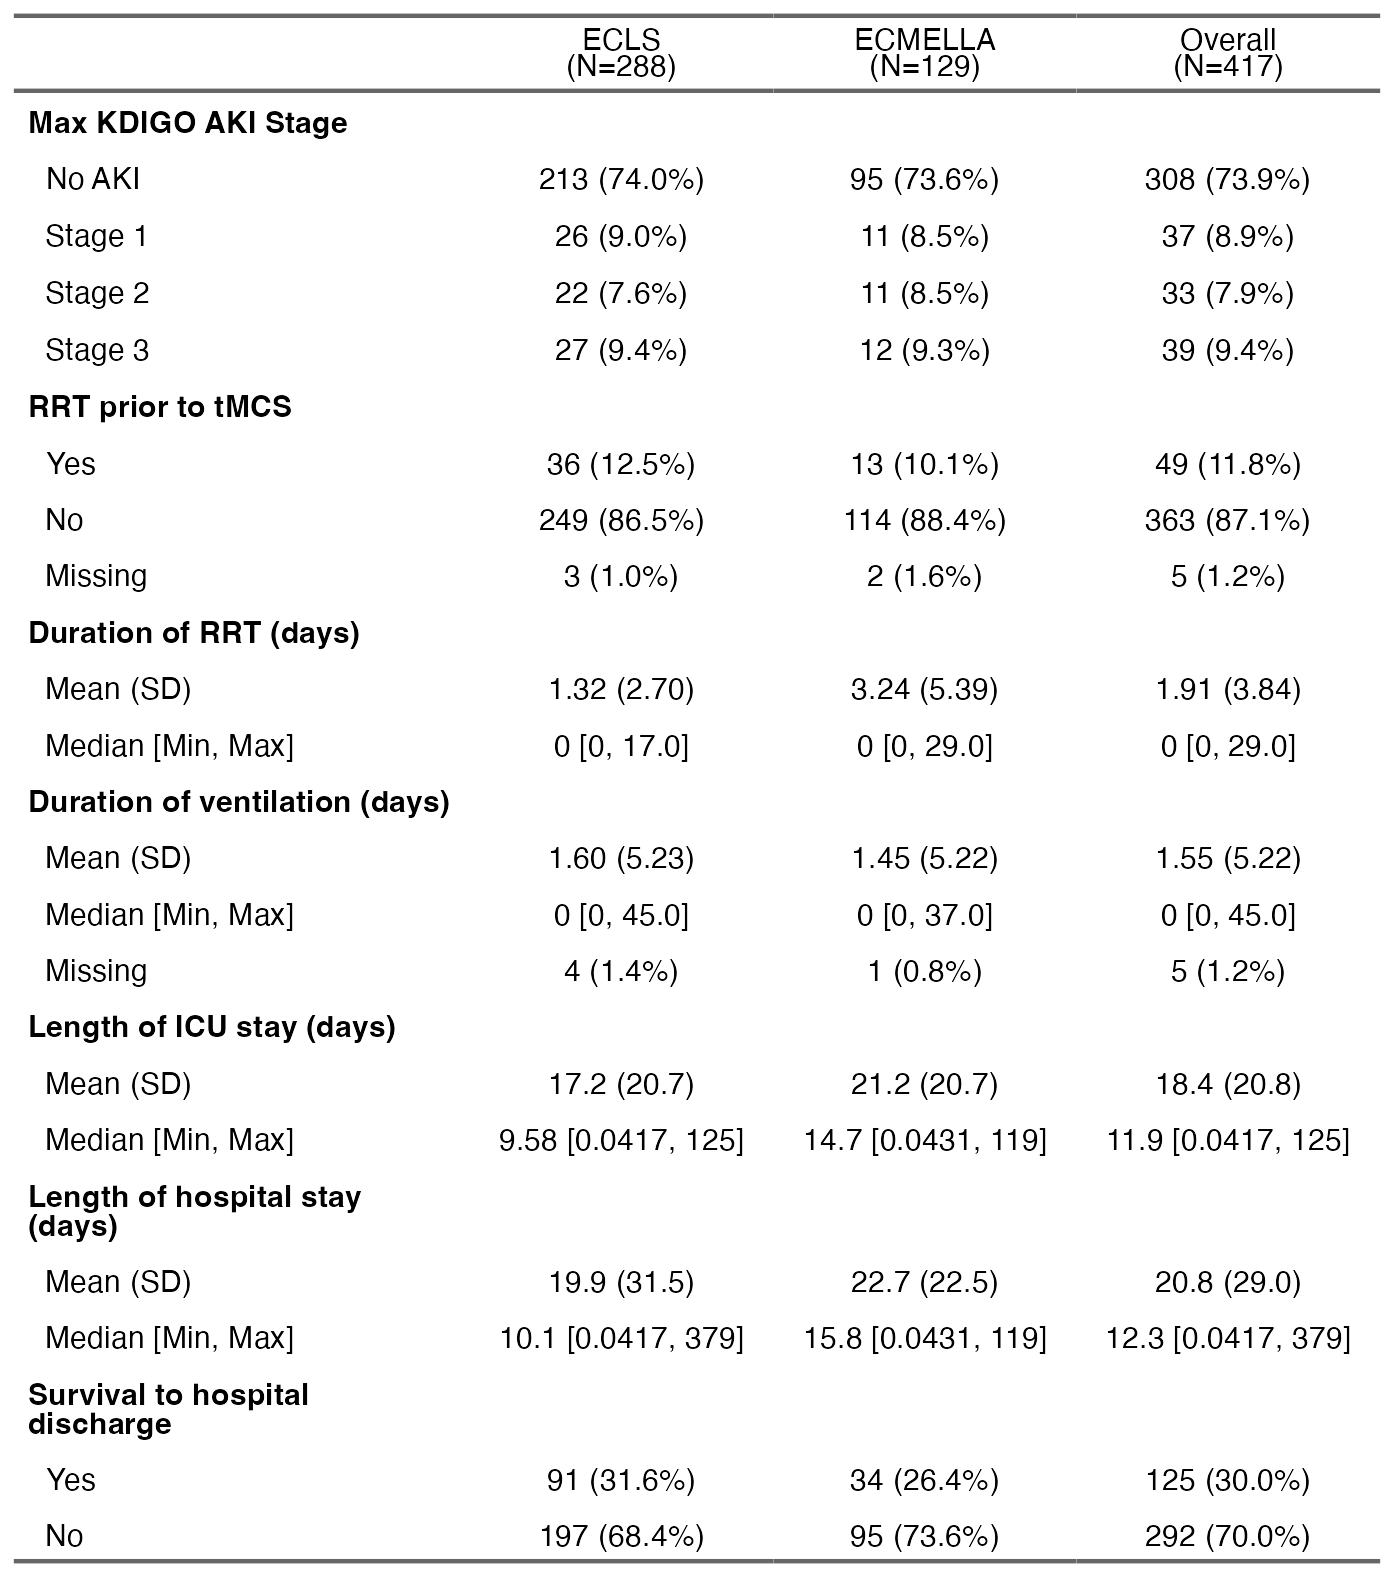 ECLS ECMELLA Overall
(N=288) (N=129) (N=417)
Max KDIGO AKI Stage
No AKI 213 (74.0%) 95 (73.6%) 308 (73.9%)
Stage 1 26 (9.0%) 11 (8.5%) 37 (8.9%)
Stage 2 22 (7.6%) 11 (8.5%) 33 (7.9%)
Stage 3 27 (9.4%) 12 (9.3%) 39 (9.4%)
RRT prior to tMCS
Yes 36 (12.5%) 13 (10.1%) 49 (11.8%)
No 249 (86.5%) 114 (88.4%) 363 (87.1%)
Missing 3 (1.0%) 2 (1.6%) 5 (1.2%)
Duration of RRT (days)
Mean (SD) 1.32 (2.70) 3.24 (5.39) 1.91 (3.84)
Median [Min, Max] 0 [0, 17.0] 0 [0, 29.0] 0 [0, 29.0]
Duration of ventilation (days)
Mean (SD) 1.60 (5.23) 1.45 (5.22) 1.55 (5.22)
Median [Min, Max] 0 [0, 45.0] 0 [0, 37.0] 0 [0, 45.0]
Missing 4 (1.4%) 1 (0.8%) 5 (1.2%)
Length of ICU stay (days)
Mean (SD) 17.2 (20.7) 21.2 (20.7) 18.4 (20.8)
Median [Min, Max] 9.58 [0.0417, 125] 14.7 [0.0431, 119] 11.9 [0.0417, 125]
Length of hospital stay
(days)
Mean (SD) 19.9 (31.5) 22.7 (22.5) 20.8 (29.0)
Median [Min, Max] 10.1 [0.0417, 379] 15.8 [0.0431, 119] 12.3 [0.0417, 379]
Survival to hospital
discharge
Yes 91 (31.6%) 34 (26.4%) 125 (30.0%)
No 197 (68.4%) 95 (73.6%) 292 (70.0%)